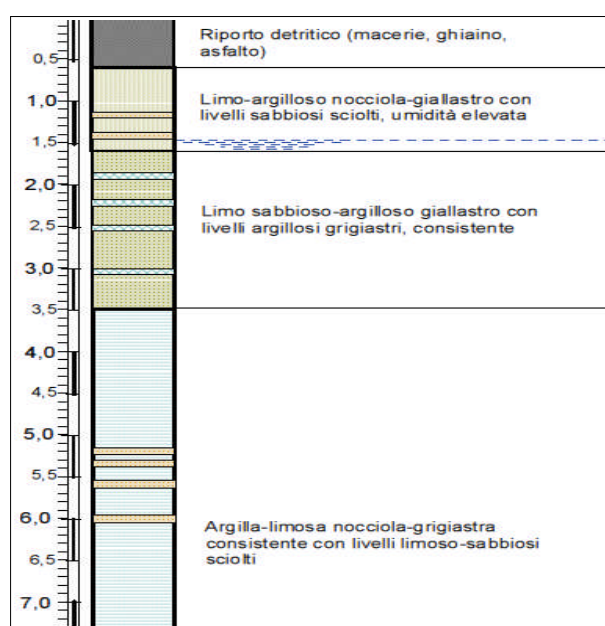 Riporto detritico (macerie, ghiaino,
asfalto)
0,5
1,0
Limo-argilloso nocciola-giallastro con
livelli sabbiosi sciolti, umidità elevata
1.5
2,0
2,5
Limo sabbioso-argilloso giallastro con
livelli argillosi grigiastri, consistente
3,0
3,5
4,0
4,5
5,0
5,5
6,0
Argilla-limosa nocciola-grigiastra
consistente con livelli limoso-sabbiosi
sciolti
6,5
7,0